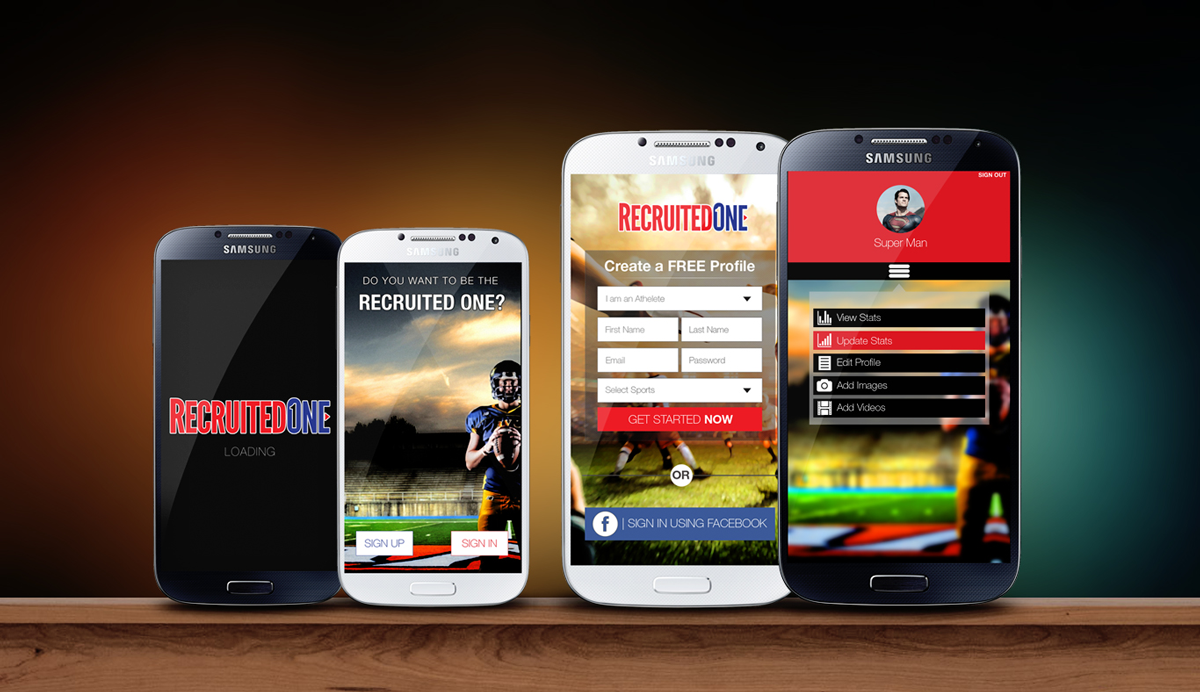 SAMSUNG
RECRUITEDONE
LOADING
SAMSUNG
DO YOU WANT TO BE THE
RECRUITED ONE?
SIGN UP
SIGN IN
SAMSUNG
RECRUITEDONE
Create a FREE Profile
I am an Athelete
First Name
Last Name
Email
Password
Select Sports
GET STARTED NOW
OR
f | SIGN IN USING FACEBOOK
SAMSUNG
SIGN OUT
Super Man
View Stats
Update Stats
Edit Profile
Add Images
Add Videos